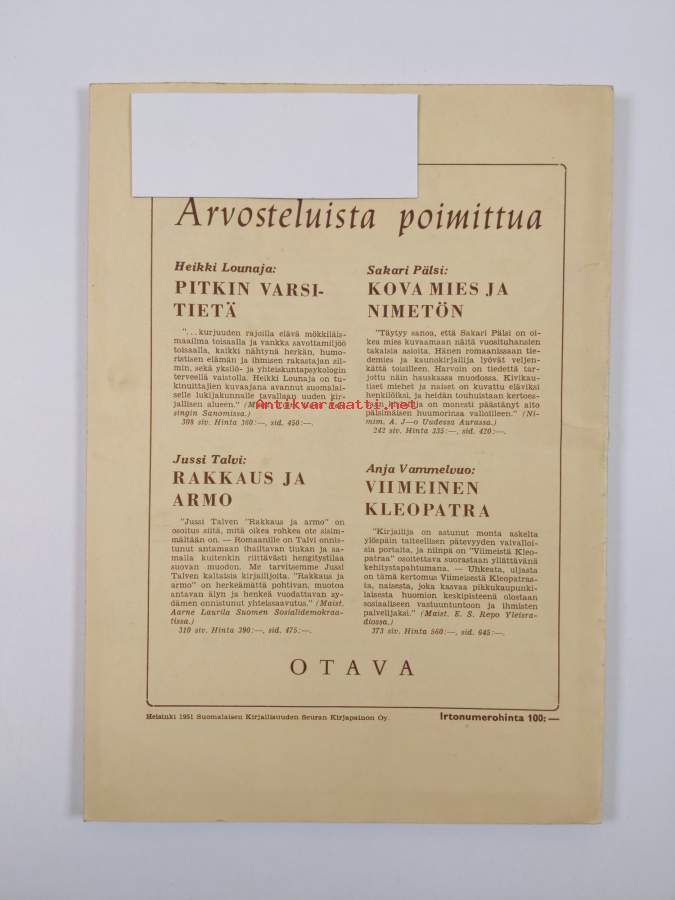 Arvosteluista poimittua
Heikki Lounaja:
PITKIN VARSI-
TIETÄ
"... kurjuuden rajoilla elävä mökkiläis-
maailma toisaalla ja vankka savottamiljöö
toisaalla, kaikki nähtynä herkän, humo-
ristisen elämän ja ihmisen rakastajan sil-
min, sekä yksilö- ja yhteiskuntapsykologin
terveellä vaistolla. Heikki Lounaja on tu-
kinuittajien kuvaajana avannut suomalai-
selle lukijakunnalle tavallaan uuden kir-
jallisen alueen."
singin Sanomissa.)
308 siv. Hinta 360:—, sid. 450:—.
Jussi Talvi:
RAKKAUS JA
ARMO
"Jussi Talven "Rakkaus ja armo" on
osoitus siitä, mitä oikea rohkea ote sisim-
mältään on. — Romaanille on Talvi onnis-
tunut antamaan ihailtavan tiukan ja sa-
malla kuitenkin riittävästi hengitystilaa
suovan muodon. Me tarvitsemme Jussi
Talven kaltaisia kirjailijoita. "Rakkaus ja
armo" on herkeämättä pohtivan, muotoa
antavan älyn ja henkeä vuodattavan sy-
dämen onnistunut yhteissaavutus." (Maist.
Aarne Laurila Suomen Sosialidemokraa-
tissa.)
310 siv. Hinta 390:—, sid. 475:—.
Sakari Pälsi:
KOVA MIES JA
NIMETÖN
"Täytyy sanoa, että Sakari Pälsi on oi-
kea mies kuvaamaan näitä vuosituhansien
takaisia asioita. Hänen romaanissaan tie-
demies ja kaunokirjailija lyövät veljen-
kättä toisilleen. Harvoin on tiedettä tar-
jottu näin hauskassa muodossa. Kivikau-
tiset miehet ja naiset on kuvattu eläviksi
henkilöiksi, ja heidän touhuistaan kertoes-
saan kirjailija on monesti päästänyt aito
pälsimäisen huumorinsa valloilleen." (Ni-
mim. A. J—o Uudessa Aurassa.)
242 siv. Hinta 335:—, sid. 420:—.
Anja Vammelvuo:
VIIMEINEN
KLEOPATRA
"Kirjailija on astunut monta askelta
ylöspäin taiteellisen pätevyyden valvalloi-
sia portaita, ja niinpä on "Viimeistä Kleo-
patraa" osoitettava suorastaan yllättävänä
kehitystapahtumana. — Uhkeata, uljasta
on tämä kertomus Viimeisestä Kleopatras-
ta, naisesta, joka kasvaa pikkukaupunki-
laisesta huomion keskipisteenä olostaan
sosiaaliseen vastuuntuntoon ja ihmisten
palvelijaksi." (Maist. E. S. Repo Yleisra-
diossa.)
373 siv. Hinta 560:—, sid. 645:—.
OTAVA
Helsinki 1951 Suomalaisen Kirjallisuuden Seuran Kirjapainon Oy.
Irtonumerohinta 100:—
Antikvariaatti.net